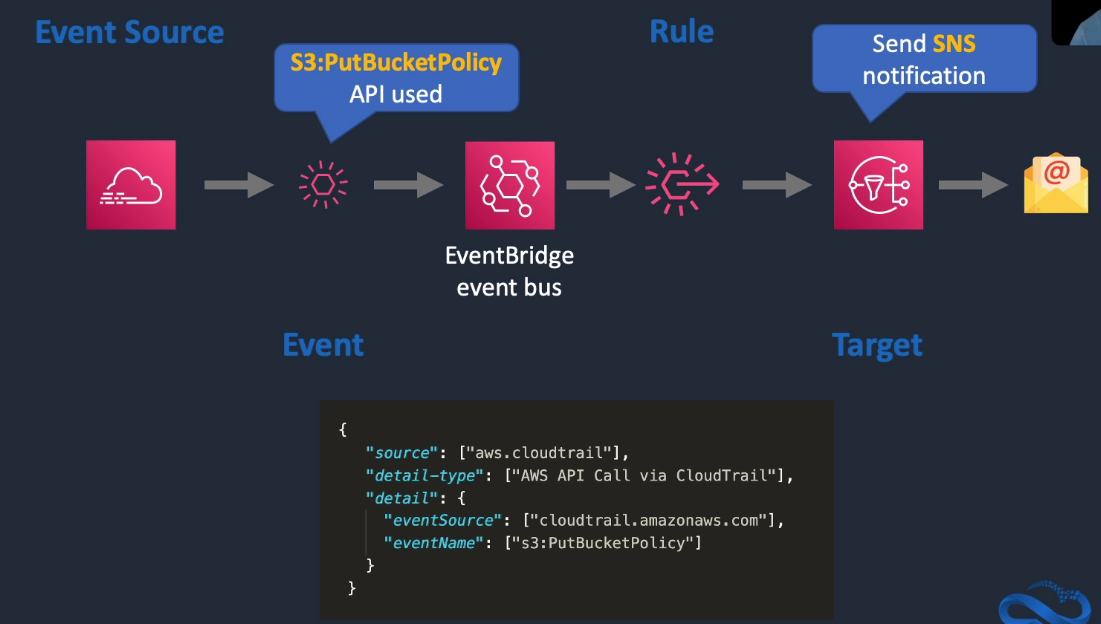 Event Source
S3:PutBucketPolicy
API used
Rule
Send SNS
notification
EventBridge
event bus
Event
Target
{
"source": ["aws.cloudtrail"],
"detail-type": ["AWS API Call via CloudTrail"],
"detail": {
"eventSource": ["cloudtrail.amazonaws.com"],
"eventName": ["s3:PutBucketPolicy"]
}
}
@